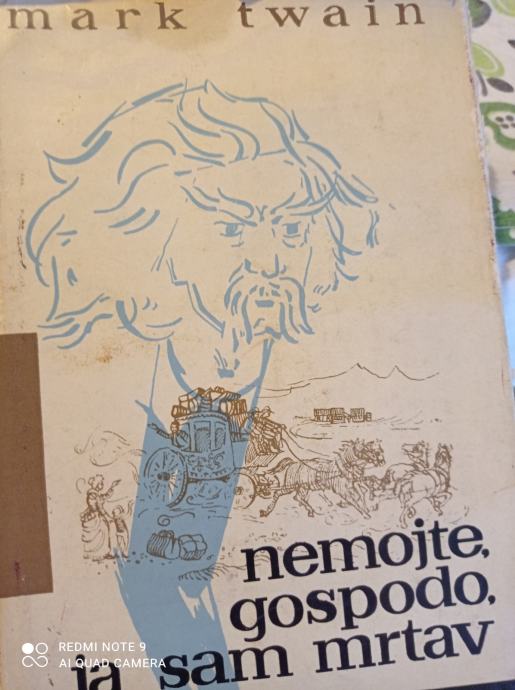 mark twain
nemojte,
gospodo,
ja sam mrtav
REDMI NOTE 9
AI QUAD CAMERA